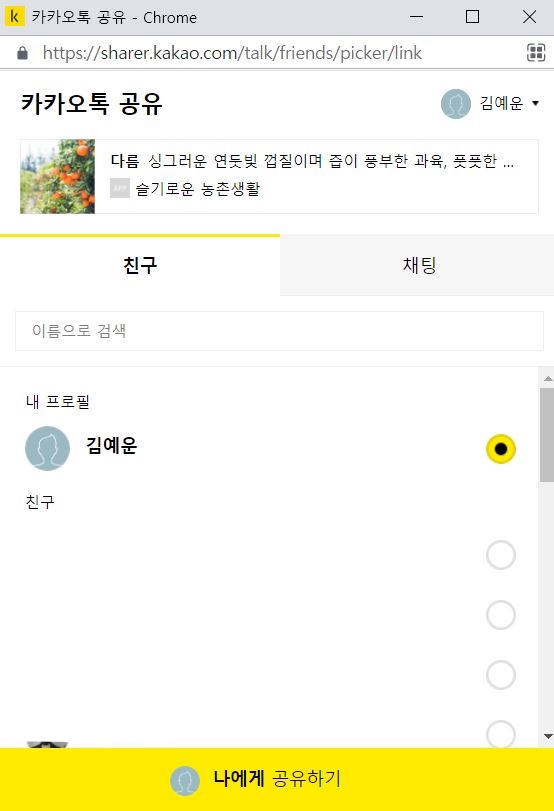 카카오톡 공유 - Chrome
https://sharer.kakao.com/talk/friends/picker/link
카카오톡 공유
김예운
다름 싱그러운 연둣빛 껍질이며 즙이 풍부한 과육, 풋풋한 ...
APP 슬기로운 농촌생활
친구
채팅
이름으로 검색
내 프로필
김예운
친구
나에게 공유하기